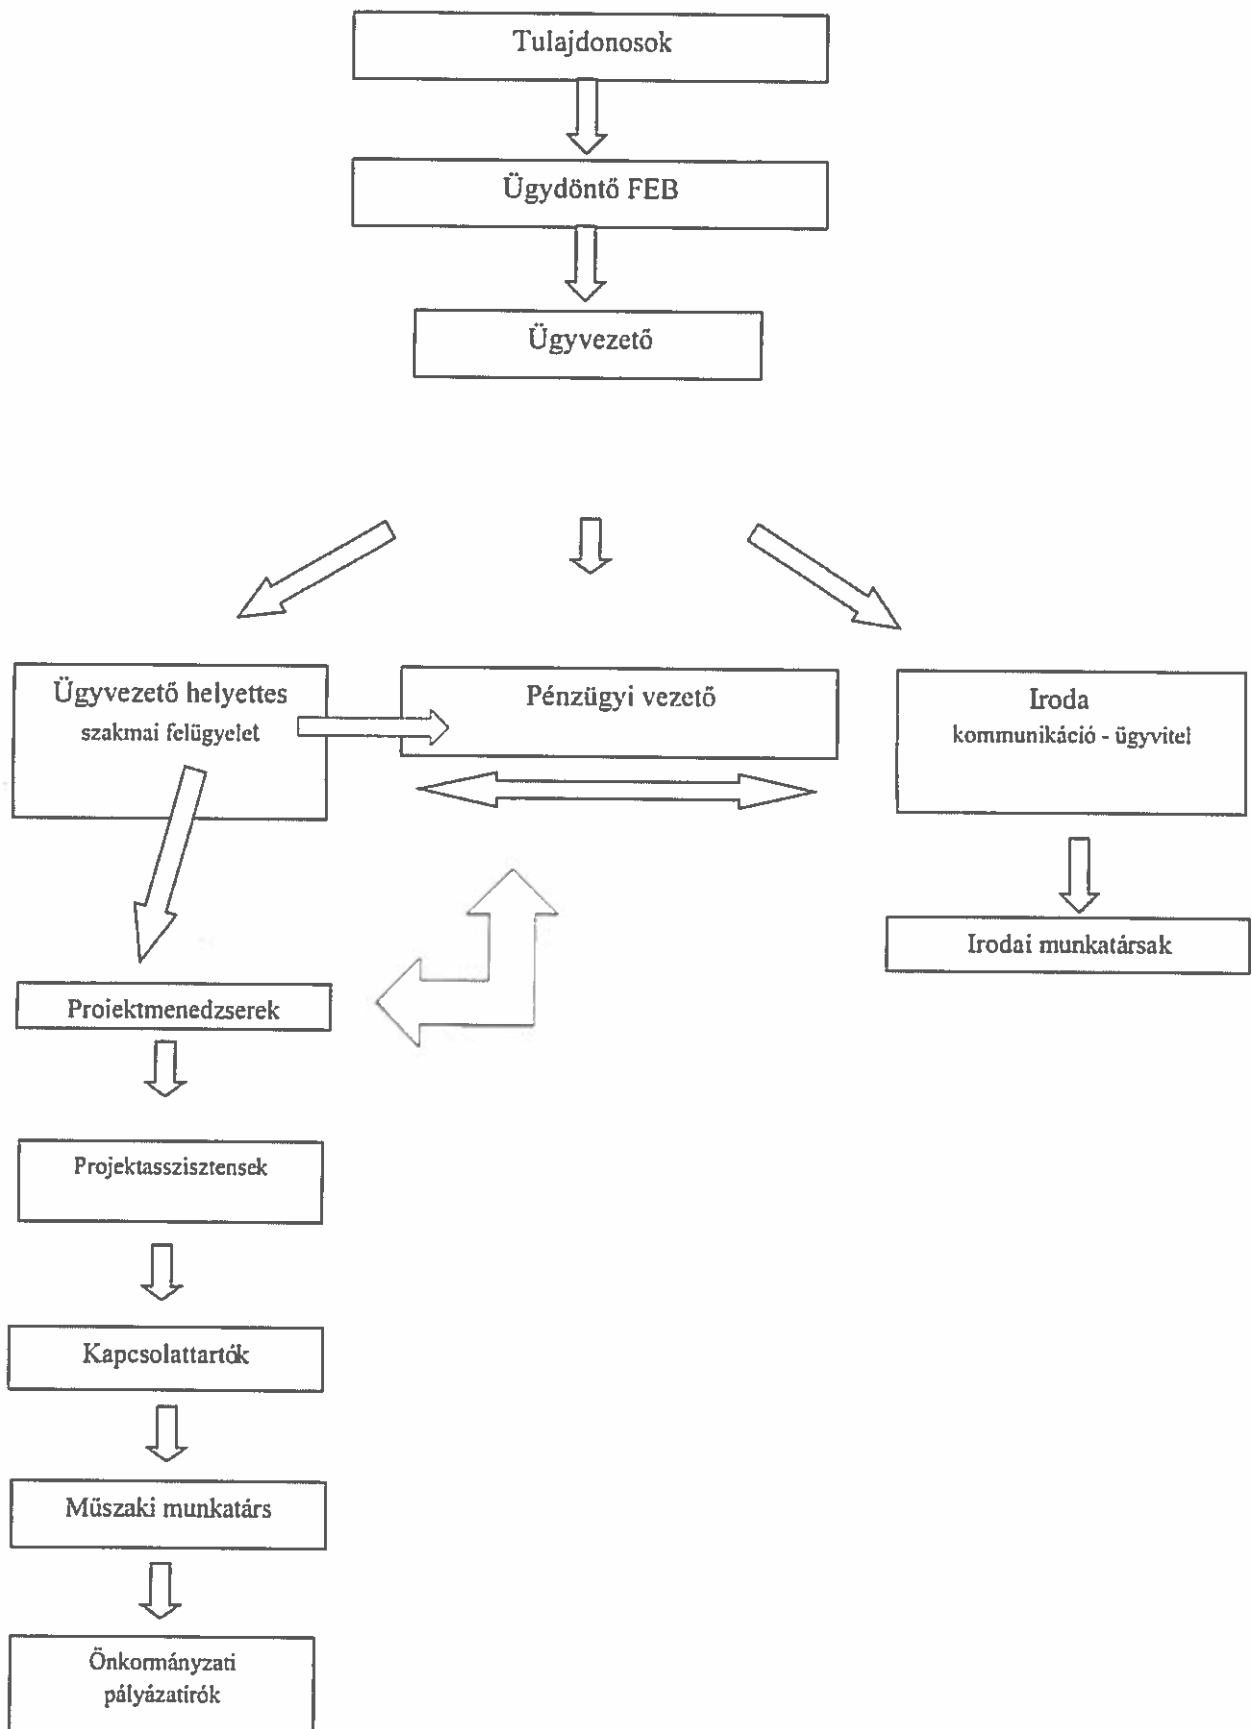 Tulajdonosok
Ügydöntő FEB
Ügyvezető
Ügyvezető helyettes
szakmai felügyelet
Pénzügyi vezető
Iroda
kommunikáció - ügyvitel
Irodai munkatársak
Projektmenedzserek
Projektasszisztensek
Kapcsolattartók
Műszaki munkatárs
Önkormányzati
pályázatírók